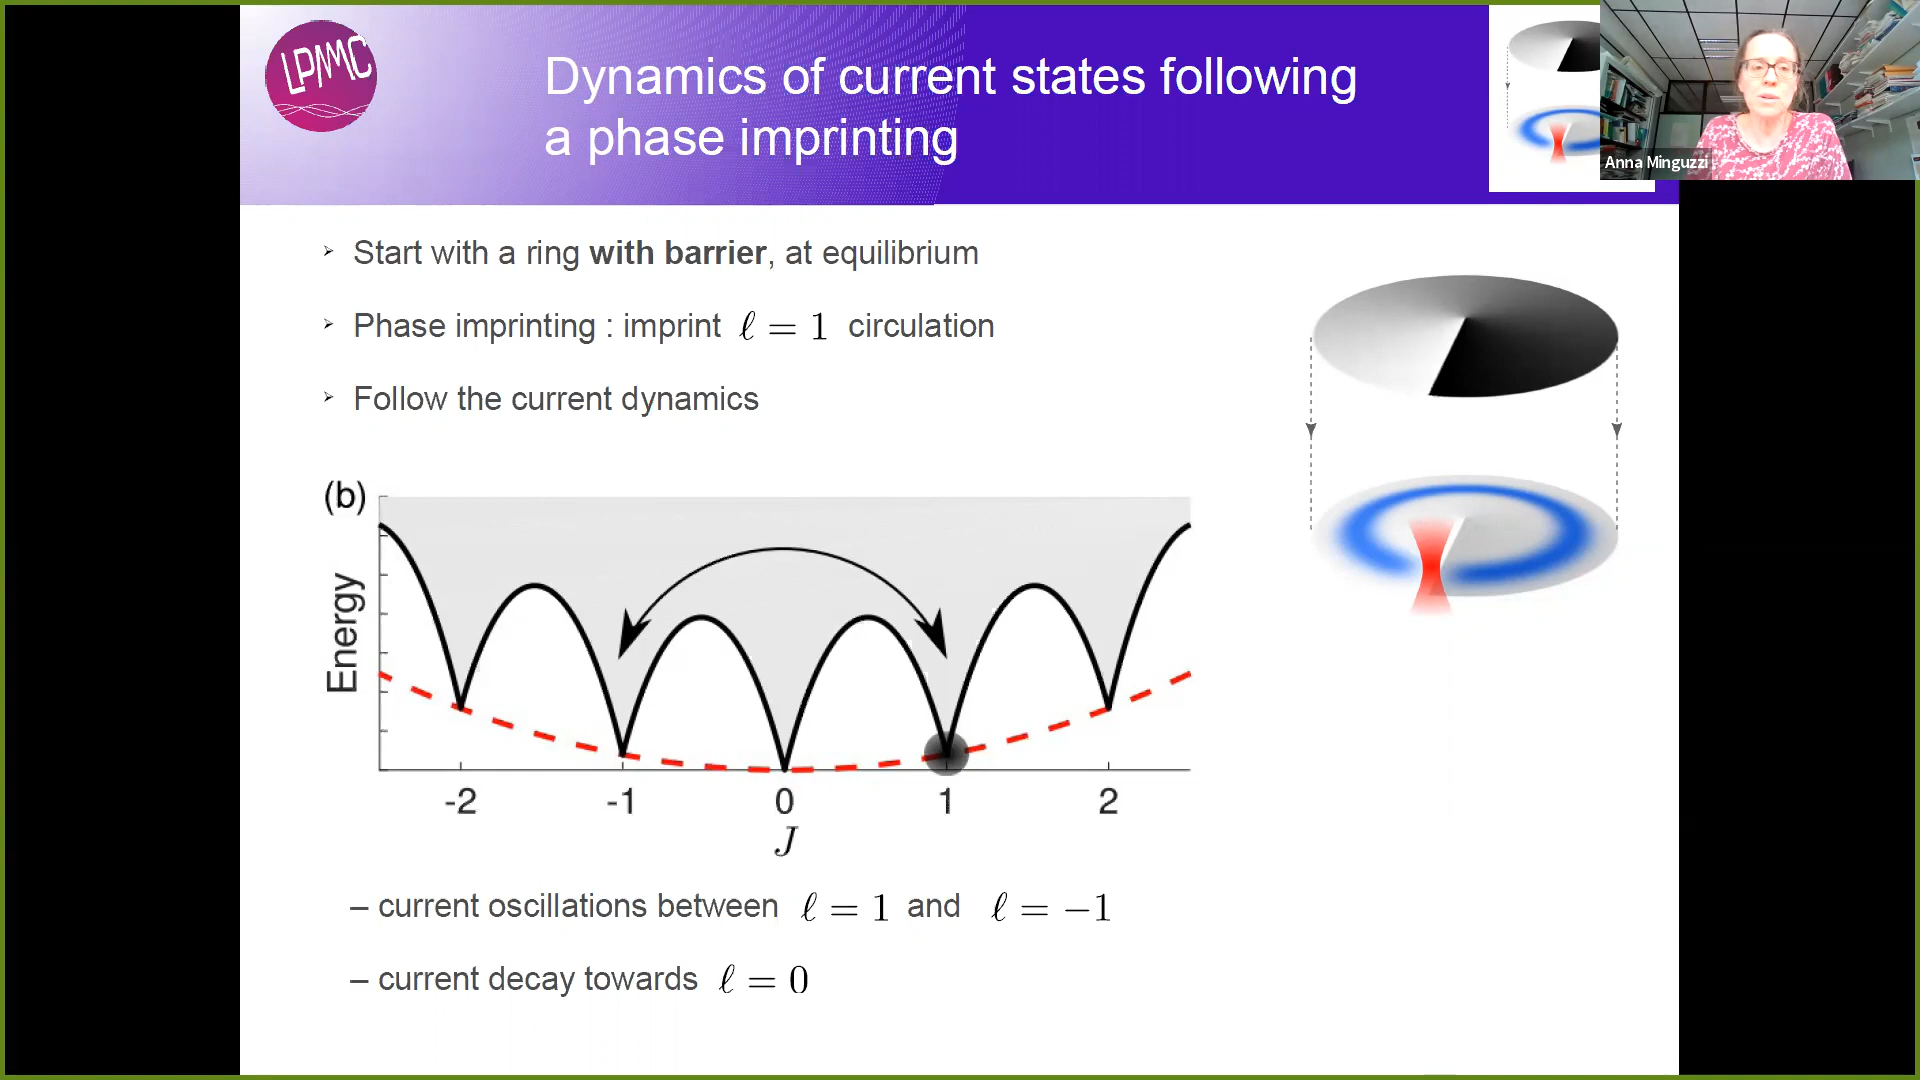 LPMMC
Dynamics of current states following
a phase imprinting
Anna Minguzzi
➢ Start with a ring with barrier, at equilibrium
➢ Phase imprinting : imprint ℓ = 1 circulation
➢ Follow the current dynamics
(b)
Energy
-2 -1 0 1 2
J
– current oscillations between ℓ = 1 and ℓ = −1
– current decay towards ℓ = 0